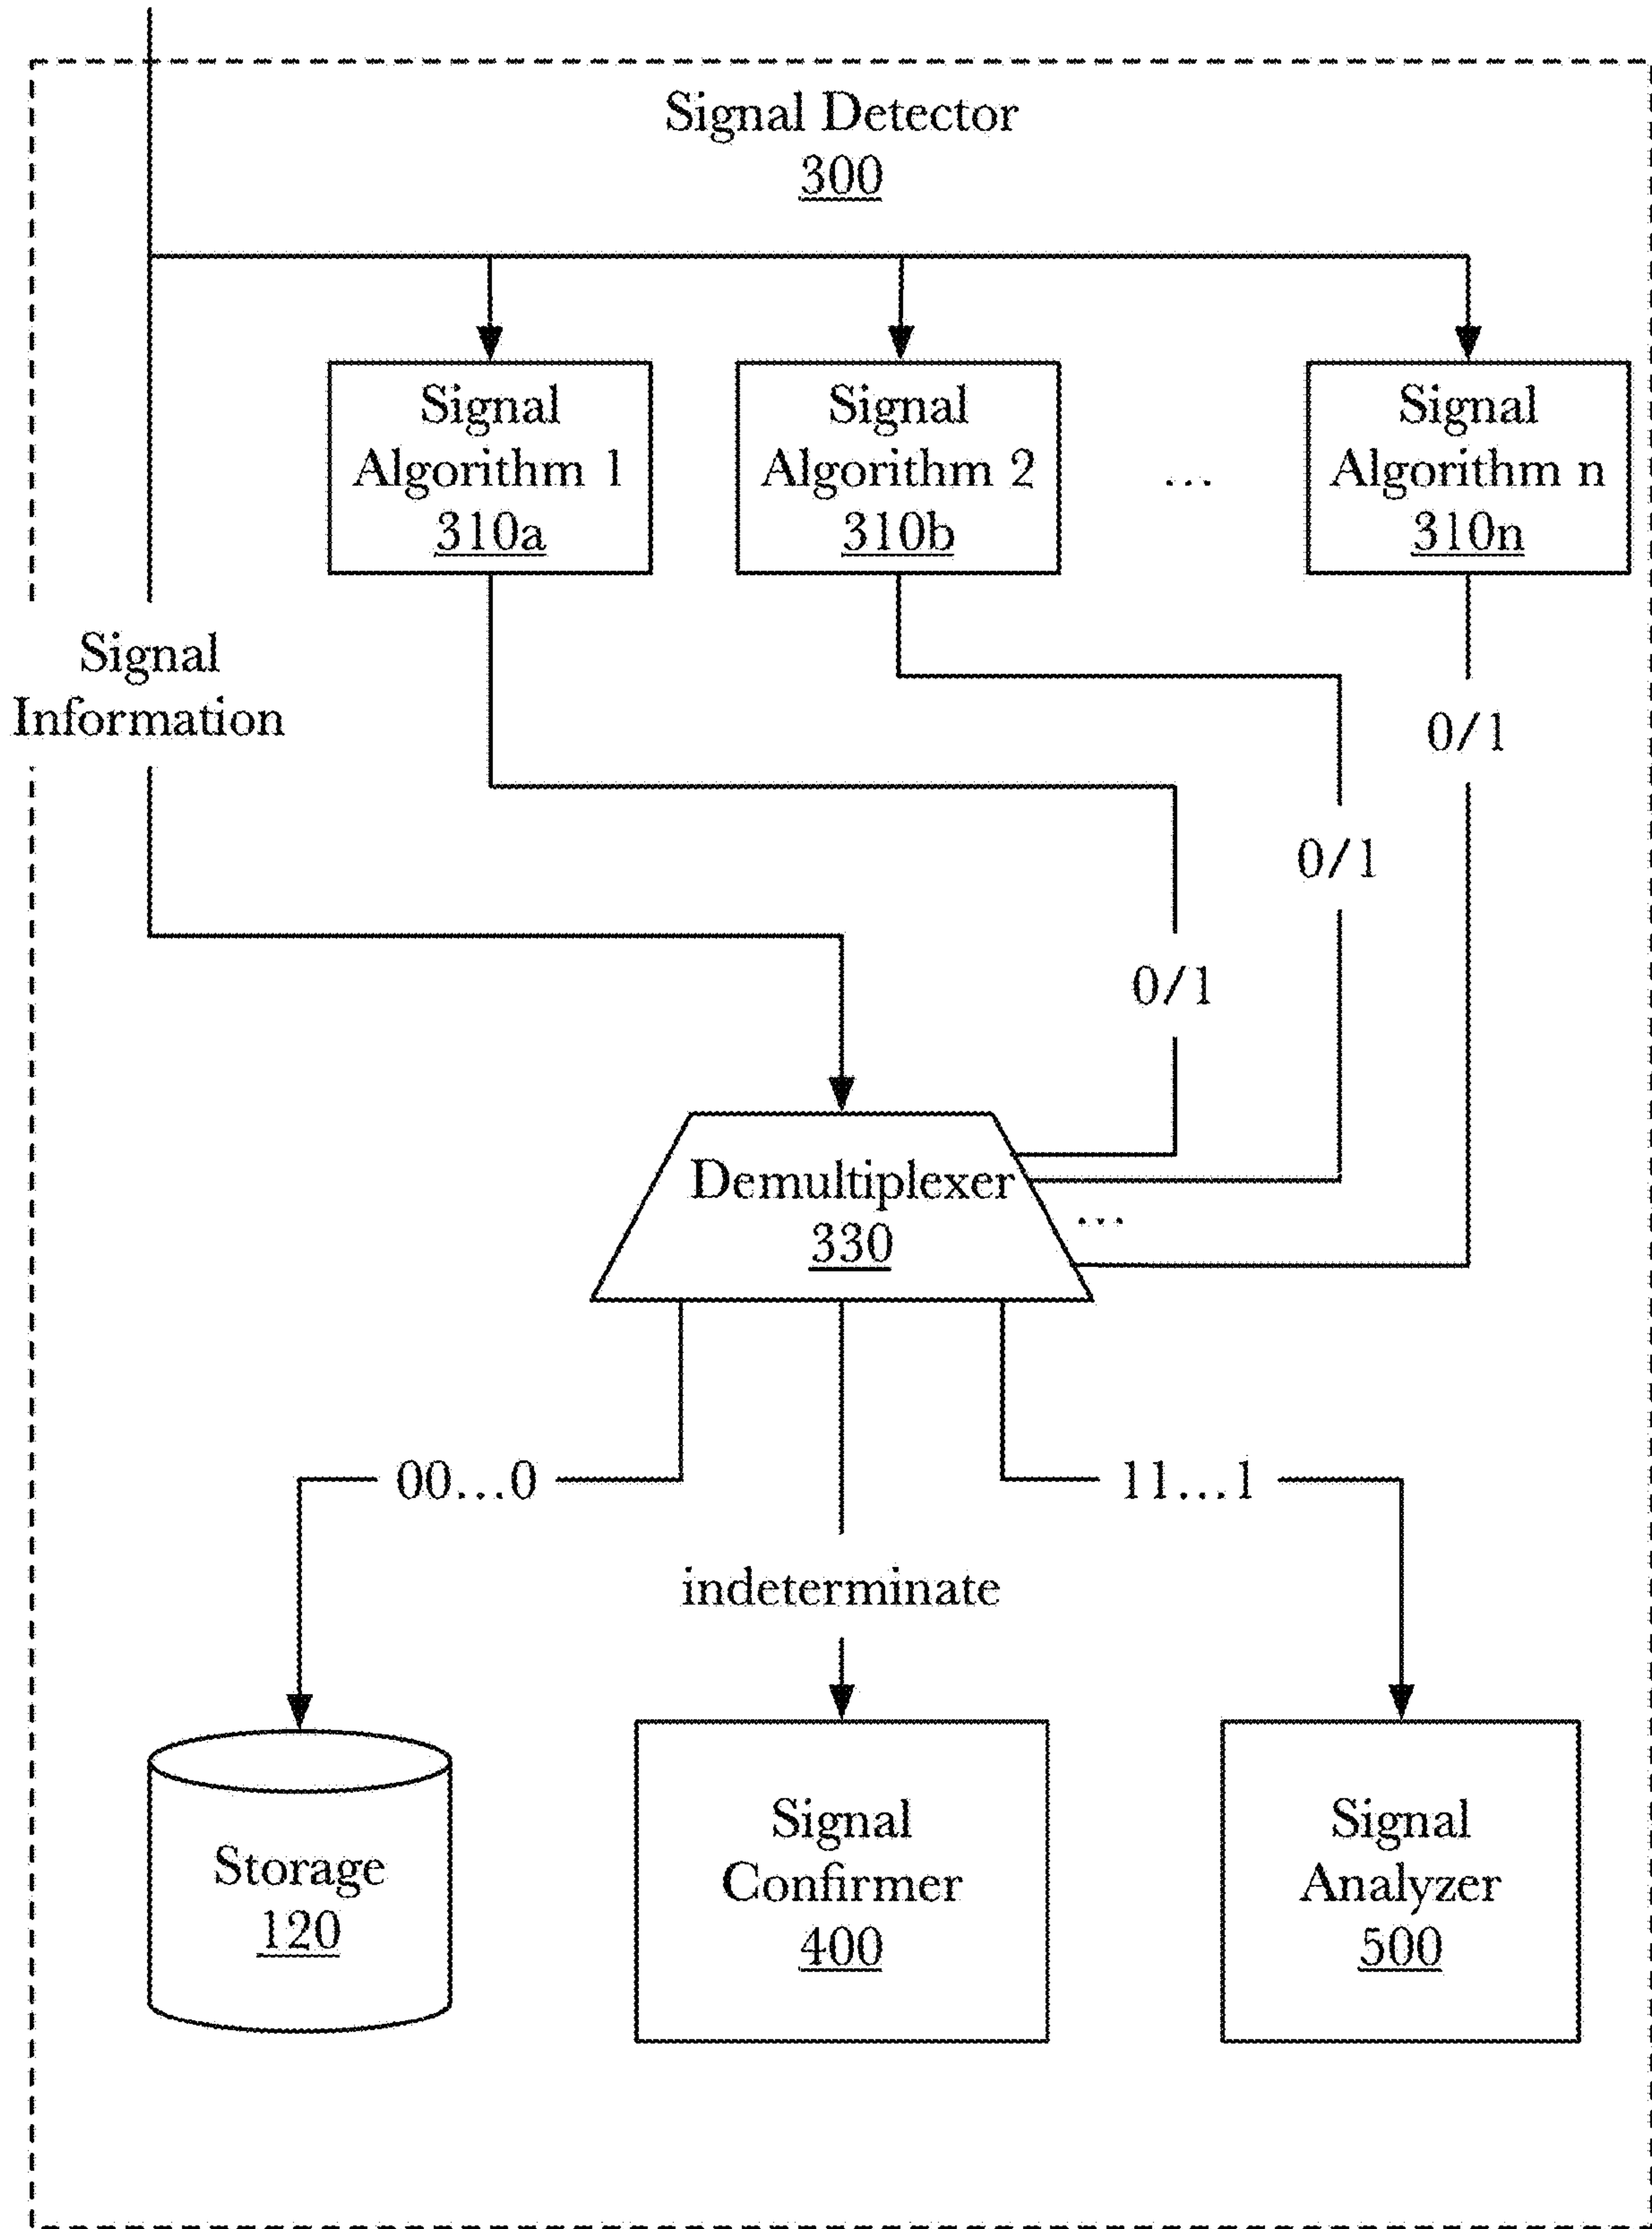 Signal Detector
300
Signal
Algorithm 1
310a
Signal
Algorithm 2
310b
...
Signal
Algorithm n
310n
Signal
Information
0/1
0/1
0/1
Demultiplexer
330
...
00...0
11...1
indeterminate
Storage
120
Signal
Confirmer
400
Signal
Analyzer
500